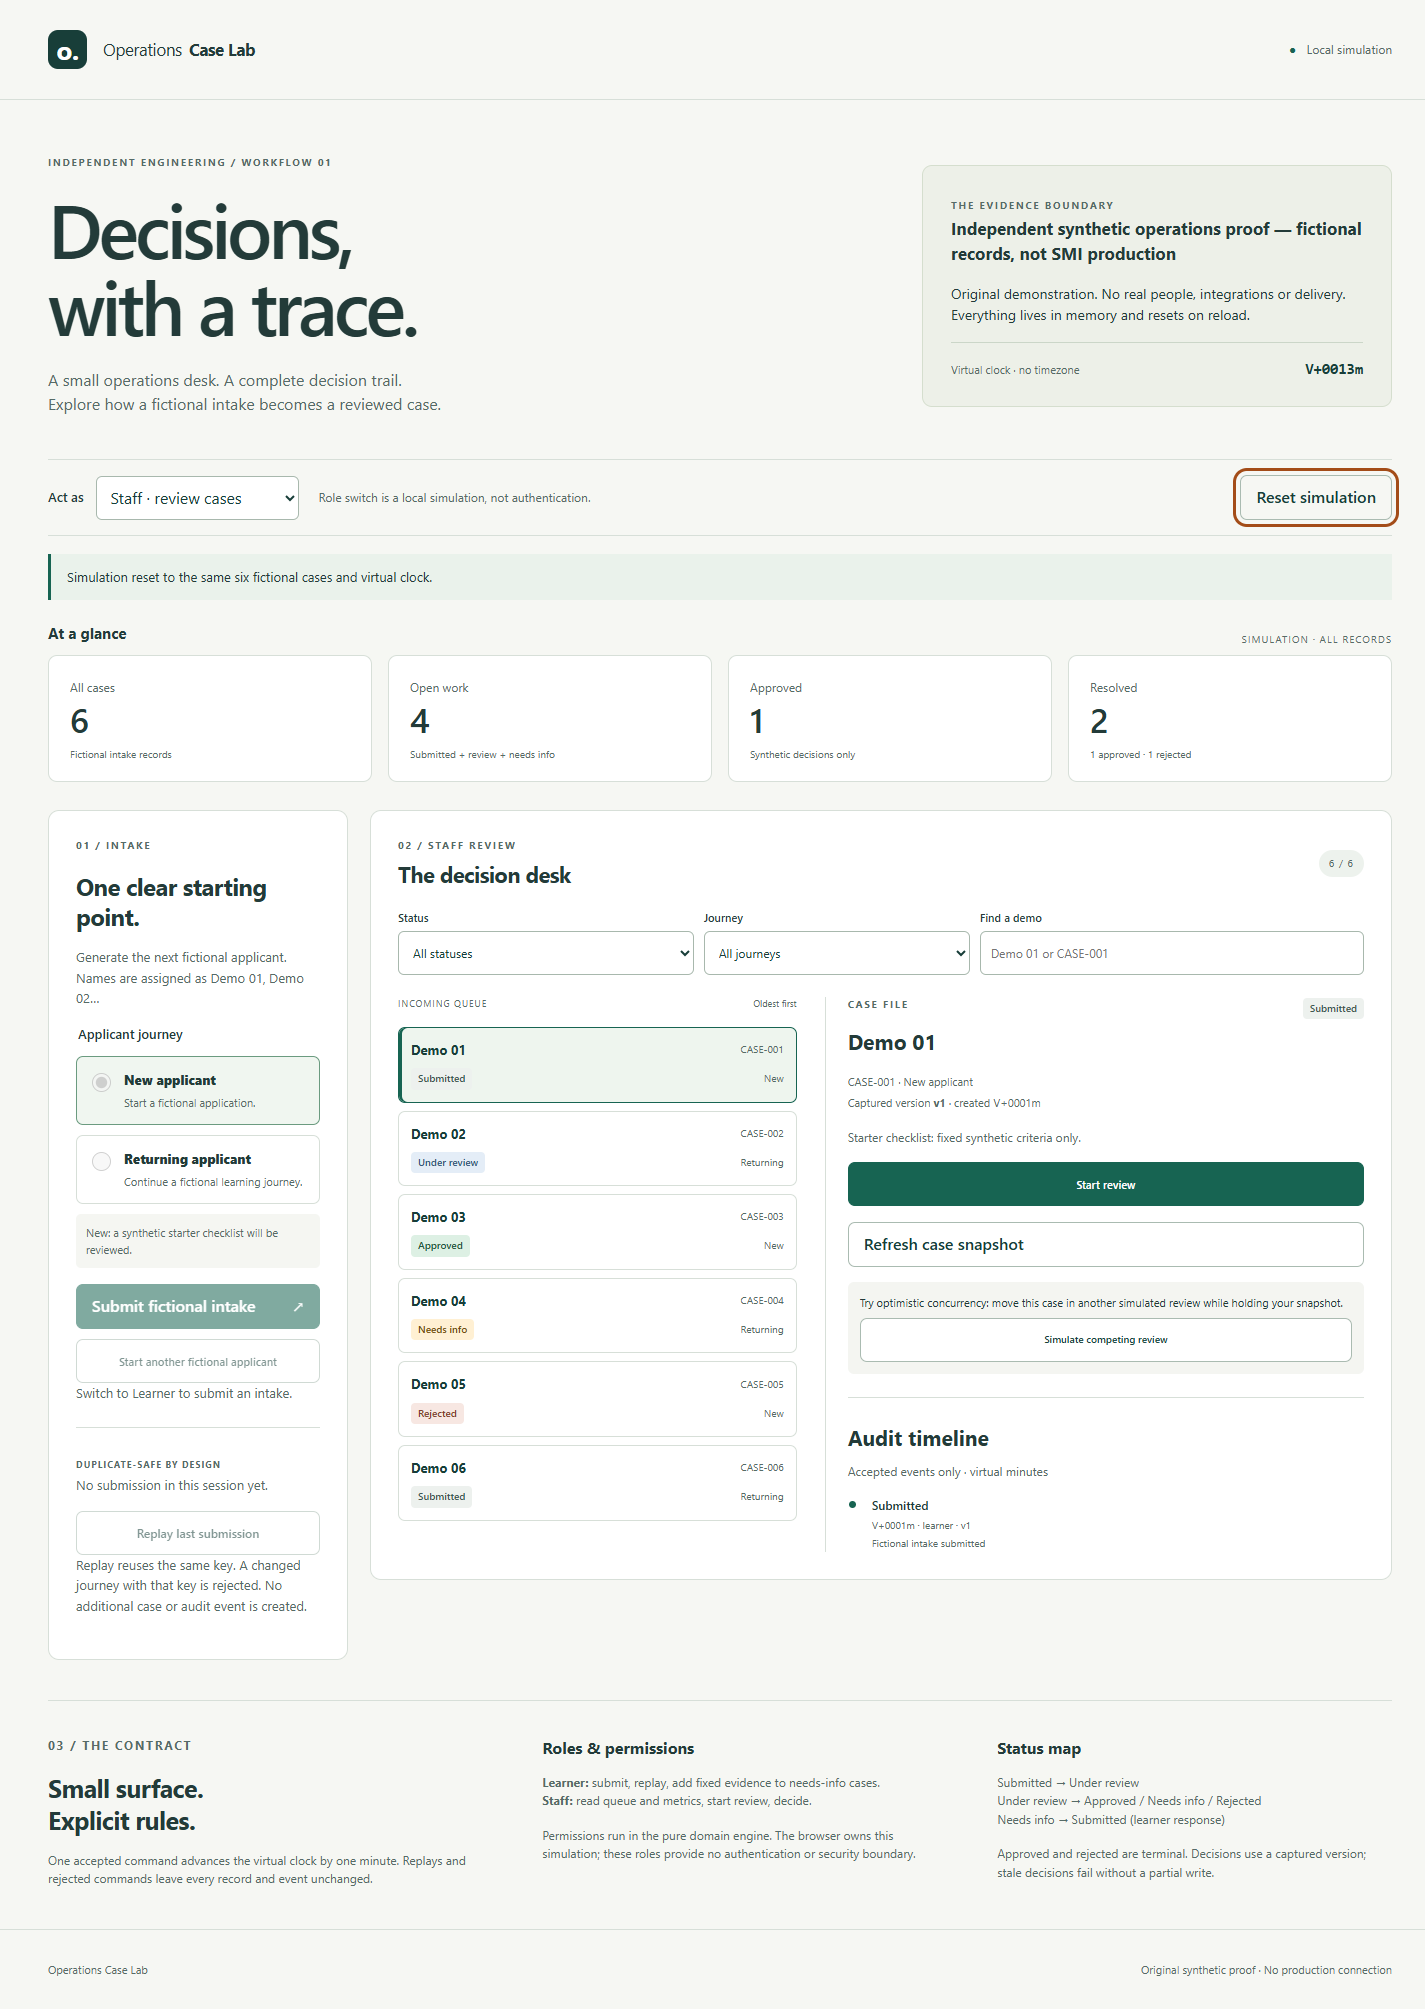 o.
Operations Case Lab
Local simulation
INDEPENDENT ENGINEERING / WORKFLOW 01
Decisions,
with a trace.
A small operations desk. A complete decision trail.
Explore how a fictional intake becomes a reviewed case.
THE EVIDENCE BOUNDARY
Independent synthetic operations proof — fictional
records, not SMI production
Original demonstration. No real people, integrations or delivery.
Everything lives in memory and resets on reload.
Virtual clock · no timezone
V+0013m
Act as
Staff · review cases
Role switch is a local simulation, not authentication.
Reset simulation
Simulation reset to the same six fictional cases and virtual clock.
At a glance
SIMULATION · ALL RECORDS
All cases
6
Fictional intake records
Open work
4
Submitted + review + needs info
Approved
1
Synthetic decisions only
Resolved
2
1 approved · 1 rejected
01 / INTAKE
One clear starting
point.
Generate the next fictional applicant.
Names are assigned as Demo 01, Demo
02…
Applicant journey
New applicant
Start a fictional application.
Returning applicant
Continue a fictional learning journey.
New: a synthetic starter checklist will be
reviewed.
Submit fictional intake ↗
Start another fictional applicant
Switch to Learner to submit an intake.
DUPLICATE-SAFE BY DESIGN
No submission in this session yet.
Replay last submission
Replay reuses the same key. A changed
journey with that key is rejected. No
additional case or audit event is created.
02 / STAFF REVIEW
The decision desk
6 / 6
Status
All statuses
Journey
All journeys
Find a demo
Demo 01 or CASE-001
INCOMING QUEUE
Oldest first
Demo 01
CASE-001
Submitted
New
Demo 02
CASE-002
Under review
Returning
Demo 03
CASE-003
Approved
New
Demo 04
CASE-004
Needs info
Returning
Demo 05
CASE-005
Rejected
New
Demo 06
CASE-006
Submitted
Returning
CASE FILE
Submitted
Demo 01
CASE-001 · New applicant
Captured version v1 · created V+0001m
Starter checklist: fixed synthetic criteria only.
Start review
Refresh case snapshot
Try optimistic concurrency: move this case in another simulated review while holding your snapshot.
Simulate competing review
Audit timeline
Accepted events only · virtual minutes
Submitted
V+0001m · learner · v1
Fictional intake submitted
03 / THE CONTRACT
Small surface.
Explicit rules.
One accepted command advances the virtual clock by one minute. Replays and
rejected commands leave every record and event unchanged.
Roles & permissions
Learner: submit, replay, add fixed evidence to needs-info cases.
Staff: read queue and metrics, start review, decide.
Permissions run in the pure domain engine. The browser owns this
simulation; these roles provide no authentication or security boundary.
Status map
Submitted → Under review
Under review → Approved / Needs info / Rejected
Needs info → Submitted (learner response)
Approved and rejected are terminal. Decisions use a captured version;
stale decisions fail without a partial write.
Operations Case Lab
Original synthetic proof · No production connection